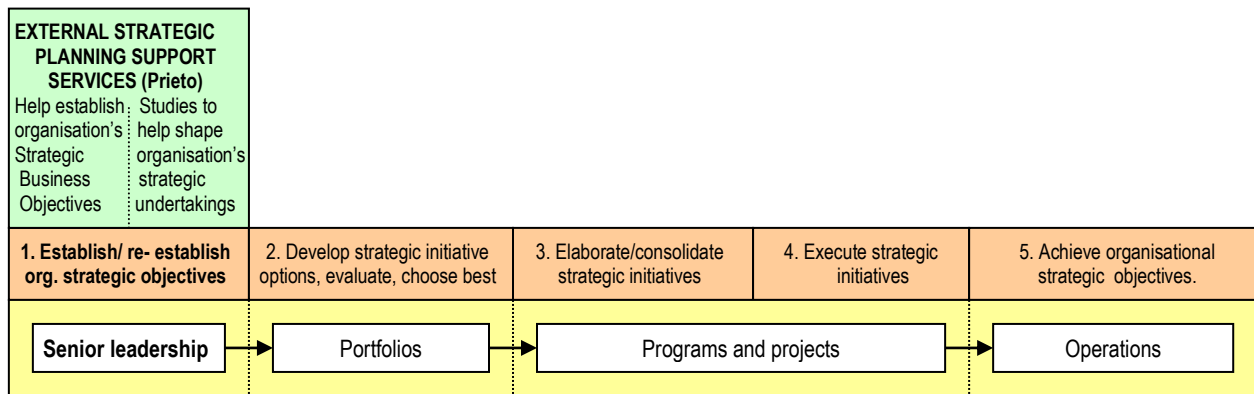 EXTERNAL STRATEGIC
PLANNING SUPPORT
SERVICES (Prieto)
Help establish
organisation's
Strategic
Business
Objectives
Studies to
help shape
organisation's
strategic
undertakings
1. Establish/ re- establish
org. strategic objectives
2. Develop strategic initiative
options, evaluate, choose best
3. Elaborate/consolidate
strategic initiatives
4. Execute strategic
initiatives
5. Achieve organisational
strategic objectives.
Senior leadership
Portfolios
Programs and projects
Operations